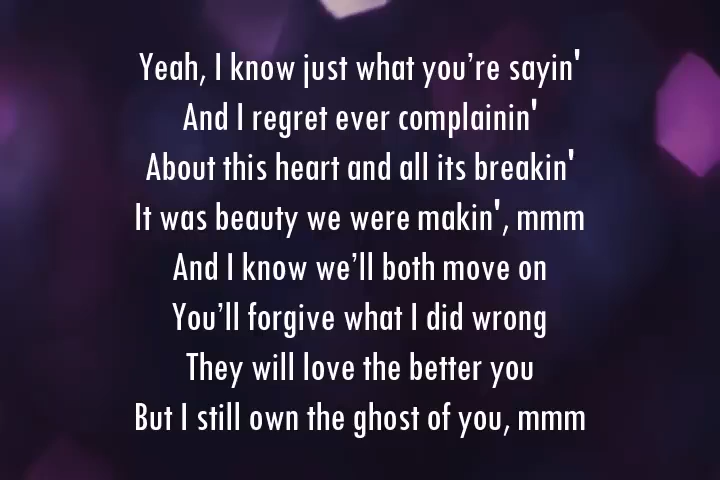 Yeah, I know just what you’re sayin'
And I regret ever complainin'
About this heart and all its breakin'
It was beauty we were makin', mmm
And I know we’ll both move on
You’ll forgive what I did wrong
They will love the better you
But I still own the ghost of you, mmm